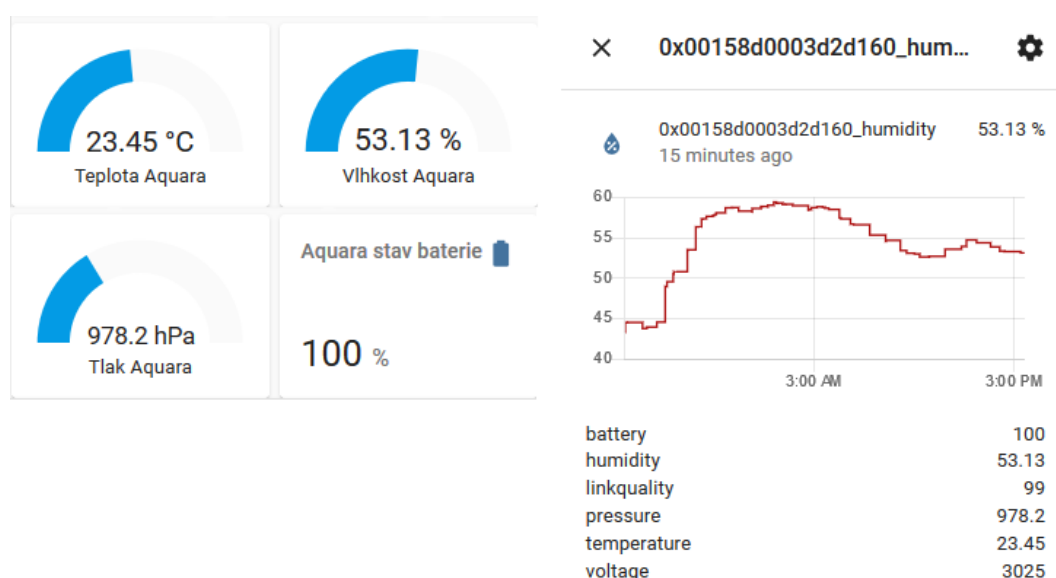 23.45 °C
Teplota Aquara
53.13 %
Vlhkost Aquara
978.2 hPa
Tlak Aquara
Aquara stav baterie
100 %
0x00158d0003d2d160_hum...
0x00158d0003d2d160_humidity 53.13 %
15 minutes ago
60
55
50
45
40
3:00 AM 3:00 PM
battery 100
humidity 53.13
linkquality 99
pressure 978.2
temperature 23.45
voltage 3025